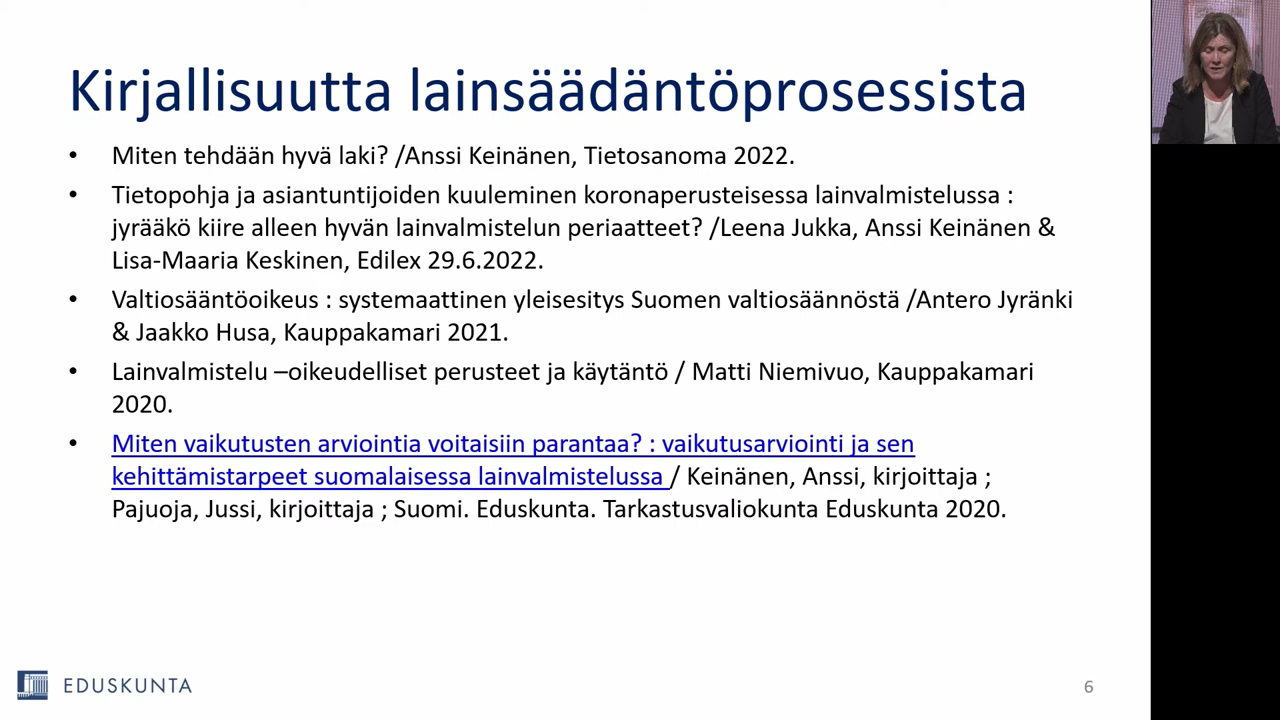 Kirjallisuutta lainsäädäntöprosessista
• Miten tehdään hyvä laki? /Anssi Keinänen, Tietosanoma 2022.
• Tietopohja ja asiantuntijoiden kuuleminen koronaperusteisessa lainvalmistelussa :
jyrääkö kiire alleen hyvän lainvalmistelun periaatteet? /Leena Jukka, Anssi Keinänen &
Lisa-Maaria Keskinen, Edilex 29.6.2022.
• Valtiosääntöoikeus : systemaattinen yleisesitys Suomen valtiosäännöstä /Antero Jyränki
& Jaakko Husa, Kauppakamari 2021.
• Lainvalmistelu –oikeudelliset perusteet ja käytäntö / Matti Niemivuo, Kauppakamari
2020.
• Miten vaikutusten arviointia voitaisiin parantaa? : vaikutusarviointi ja sen
kehittämistarpeet suomalaisessa lainvalmistelussa / Keinänen, Anssi, kirjoittaja ;
Pajuoja, Jussi, kirjoittaja ; Suomi. Eduskunta. Tarkastusvaliokunta Eduskunta 2020.
EDUSKUNTA
6